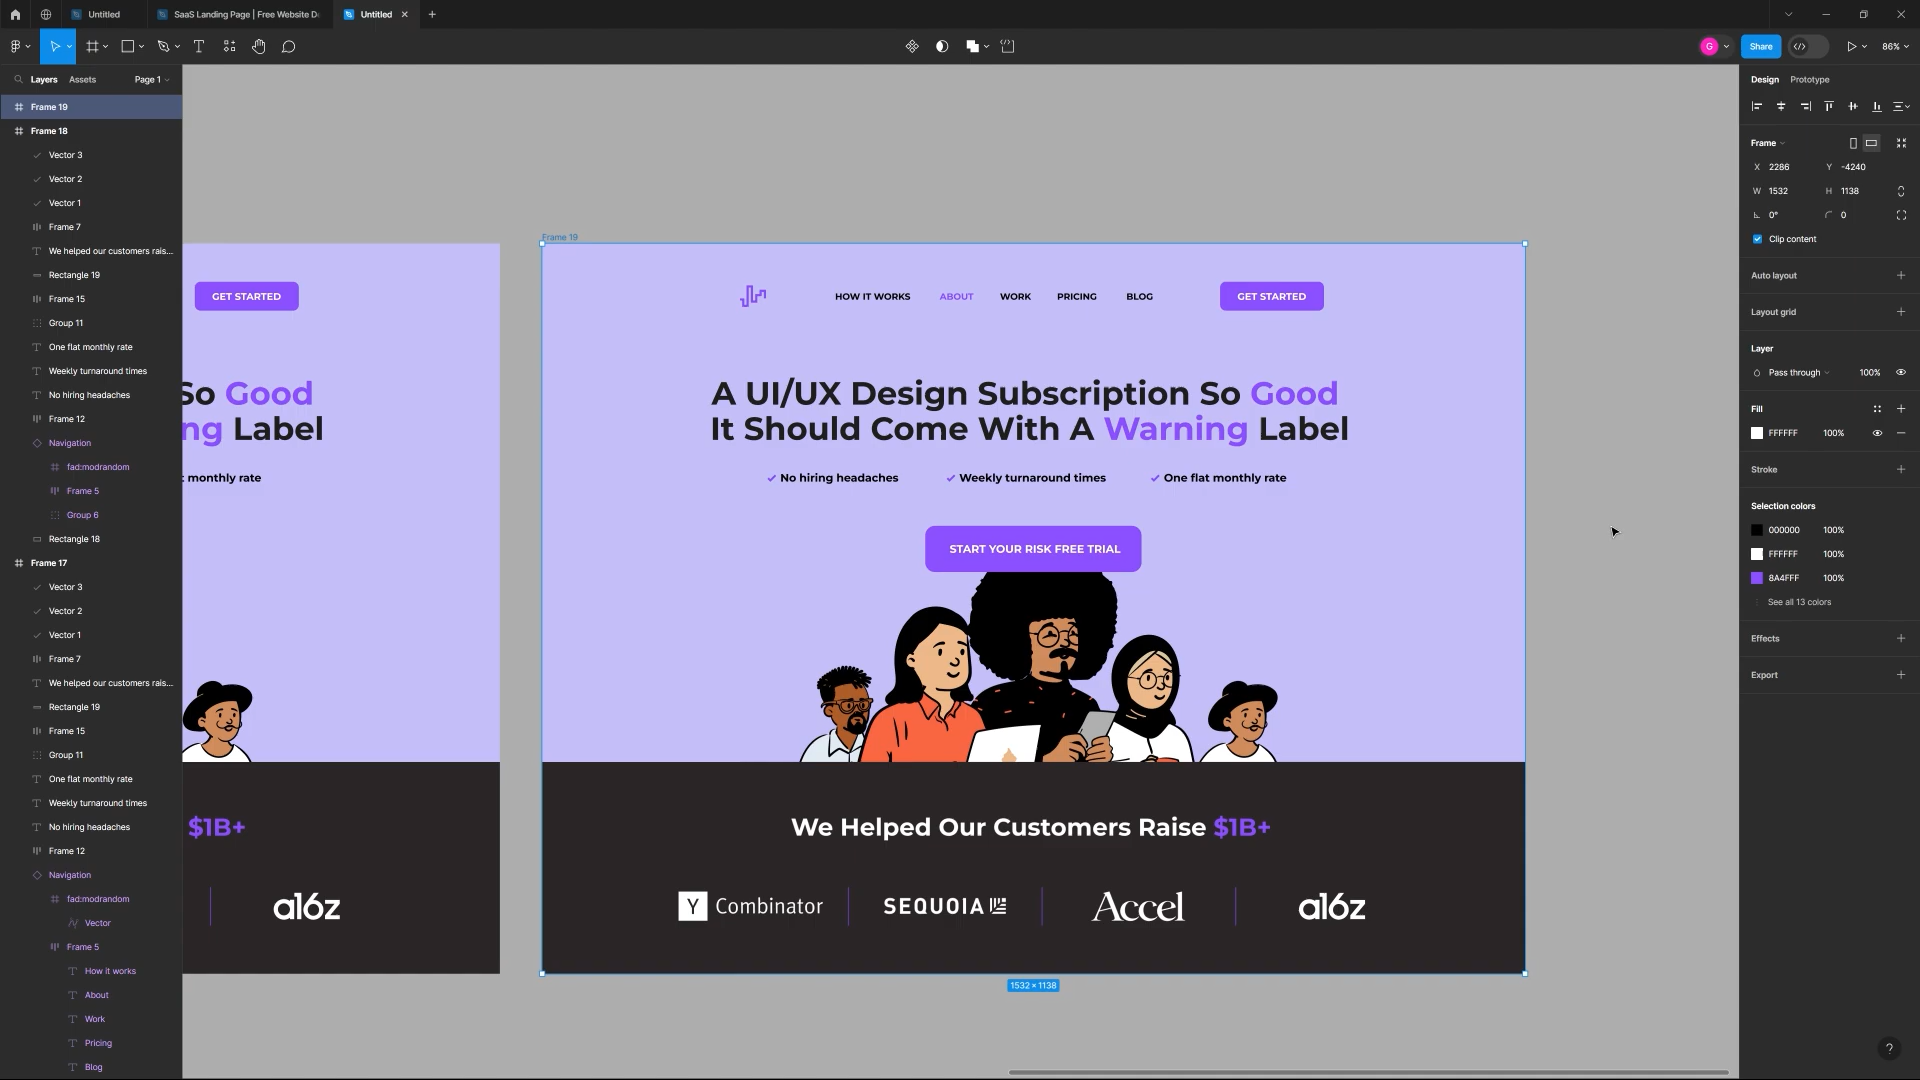 Untitled
SaaS Landing Page | Free Website De
Untitled
G
Share
86%
Layers
Assets
Page 1
Design
Prototype
Frame 19
Frame 18
Vector 3
Vector 2
Vector 1
Frame 7
We helped our customers rais...
Rectangle 19
Frame 15
Group 11
One flat monthly rate
Weekly turnaround times
No hiring headaches
Frame 12
Navigation
fad:modrandom
Frame 5
Group 6
Rectangle 18
Frame 17
Vector 3
Vector 2
Vector 1
Frame 7
We helped our customers rais...
Rectangle 19
Frame 15
Group 11
One flat monthly rate
Weekly turnaround times
No hiring headaches
Frame 12
Navigation
fad:modrandom
Vector
Frame 5
How it works
About
Work
Pricing
Blog
GET STARTED
So Good
ng Label
monthly rate
$1B+
a16z
Frame 19
HOW IT WORKS ABOUT WORK PRICING BLOG GET STARTED
A UI/UX Design Subscription So Good
It Should Come With A Warning Label
No hiring headaches Weekly turnaround times One flat monthly rate
START YOUR RISK FREE TRIAL
We Helped Our Customers Raise $1B+
Y Combinator SEQUOIA Accel a16z
1532 × 1138
Frame
X 2286 Y -4240
W 1532 H 1138
0° 0
Clip content
Auto layout
Layout grid
Layer
Pass through 100%
Fill
FFFFFF 100%
Stroke
Selection colors
000000 100%
FFFFFF 100%
8A4FFF 100%
See all 13 colors
Effects
Export
?